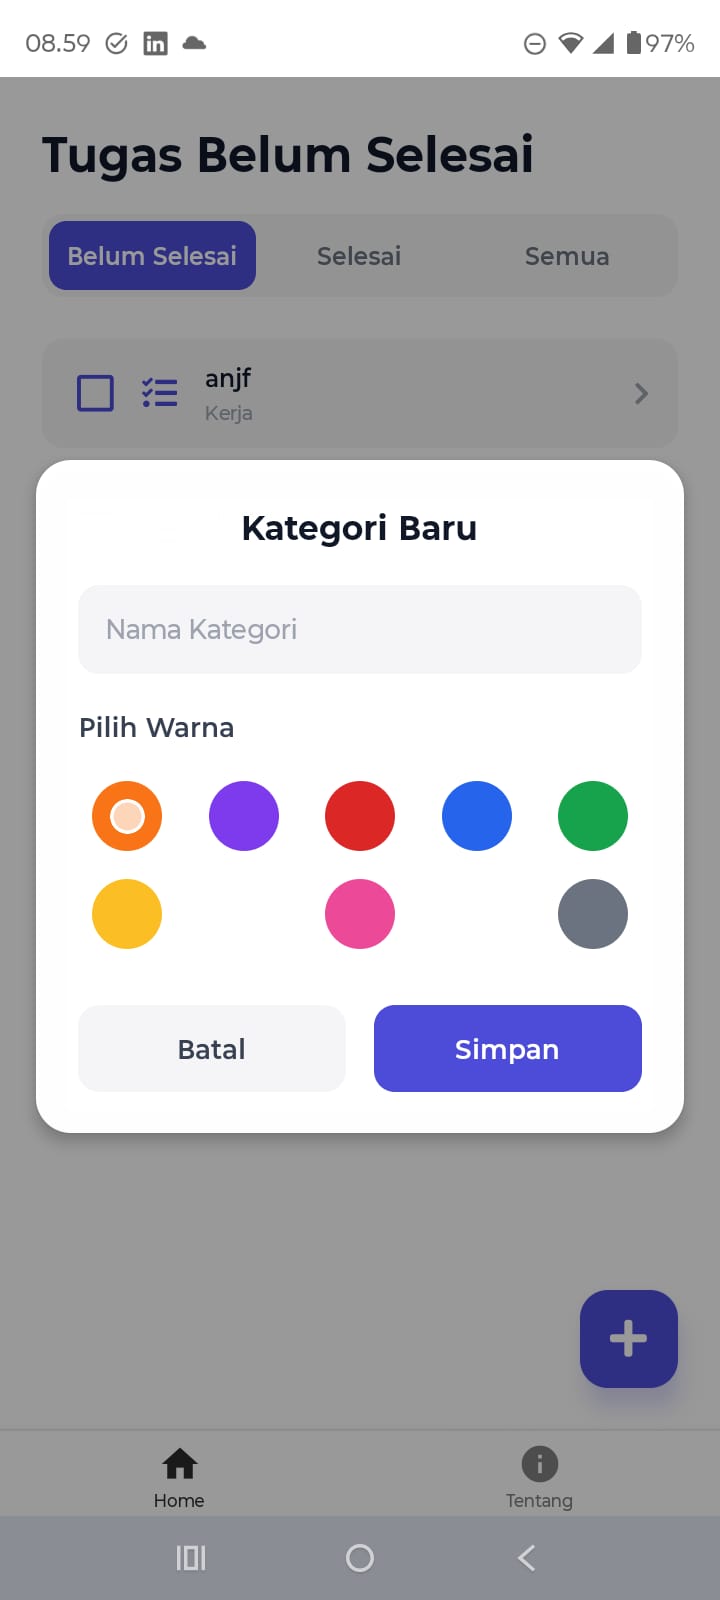 08.59
97%
Tugas Belum Selesai
Belum Selesai Selesai Semua
anjf
Kerja
Kategori Baru
Nama Kategori
Pilih Warna
Batal Simpan
Home Tentang